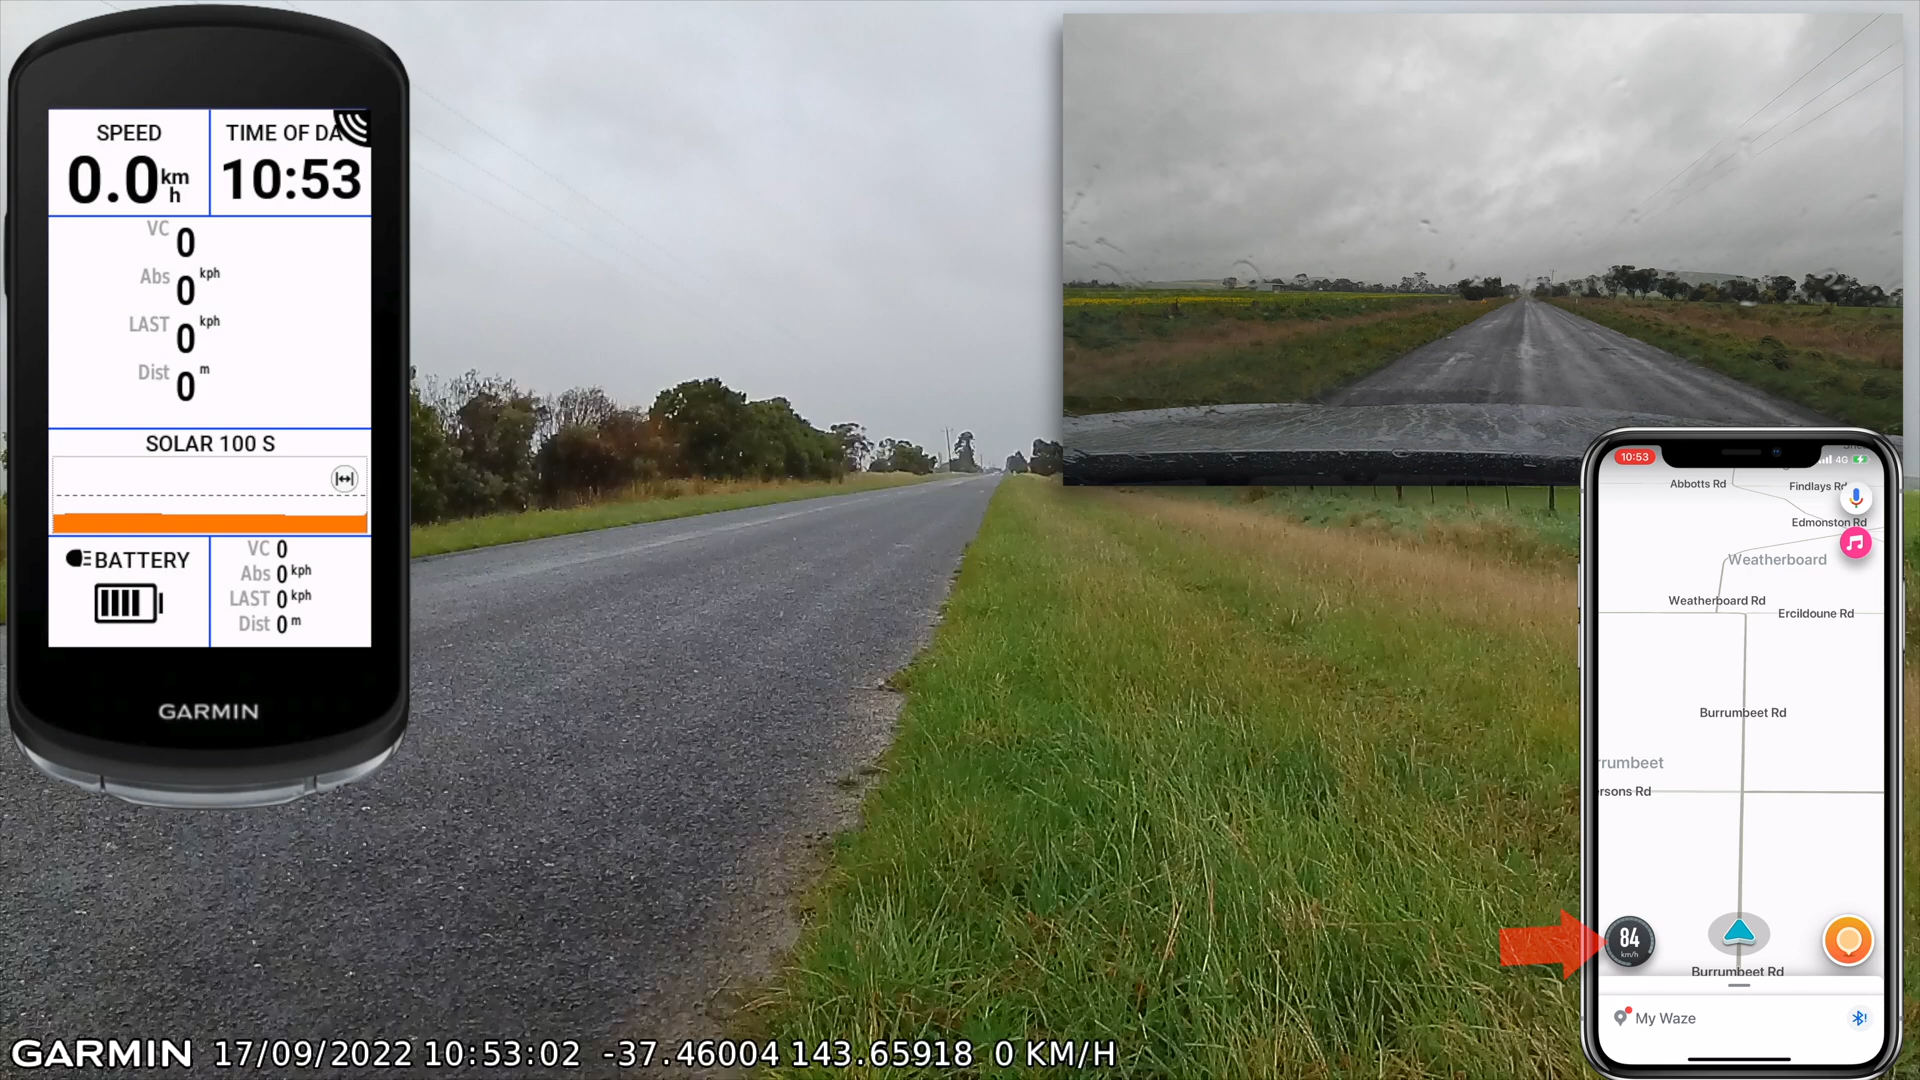 SPEED
0.0 km h
TIME OF DA
10:53
VC 0
Abs 0 kph
LAST 0 kph
Dist 0 m
SOLAR 100 S
BATTERY
VC 0
Abs 0 kph
LAST 0 kph
Dist 0 m
GARMIN
10:53
4G
Abbotts Rd
Findlays Rd
Edmonston Rd
Weatherboard
Weatherboard Rd
Ercildoune Rd
Burrumbeet Rd
rrumbeet
rsons Rd
84
km/h
Burrumbeet Rd
My Waze
GARMIN 17/09/2022 10:53:02 -37.46004 143.65918 0 KM/H